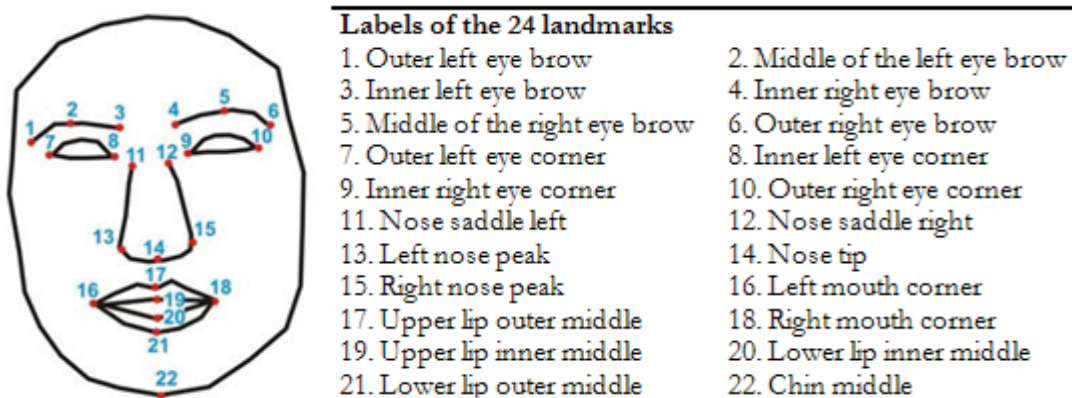 Labels of the 24 landmarks
1. Outer left eye brow 2. Middle of the left eye brow
3. Inner left eye brow 4. Inner right eye brow
5. Middle of the right eye brow 6. Outer right eye brow
7. Outer left eye corner 8. Inner left eye corner
9. Inner right eye corner 10. Outer right eye corner
11. Nose saddle left 12. Nose saddle right
13. Left nose peak 14. Nose tip
15. Right nose peak 16. Left mouth corner
17. Upper lip outer middle 18. Right mouth corner
19. Upper lip inner middle 20. Lower lip inner middle
21. Lower lip outer middle 22. Chin middle
1 2 3 4 5 6
7 8 9 10
11 12
13 14 15
16 17 18
19
20
21
22